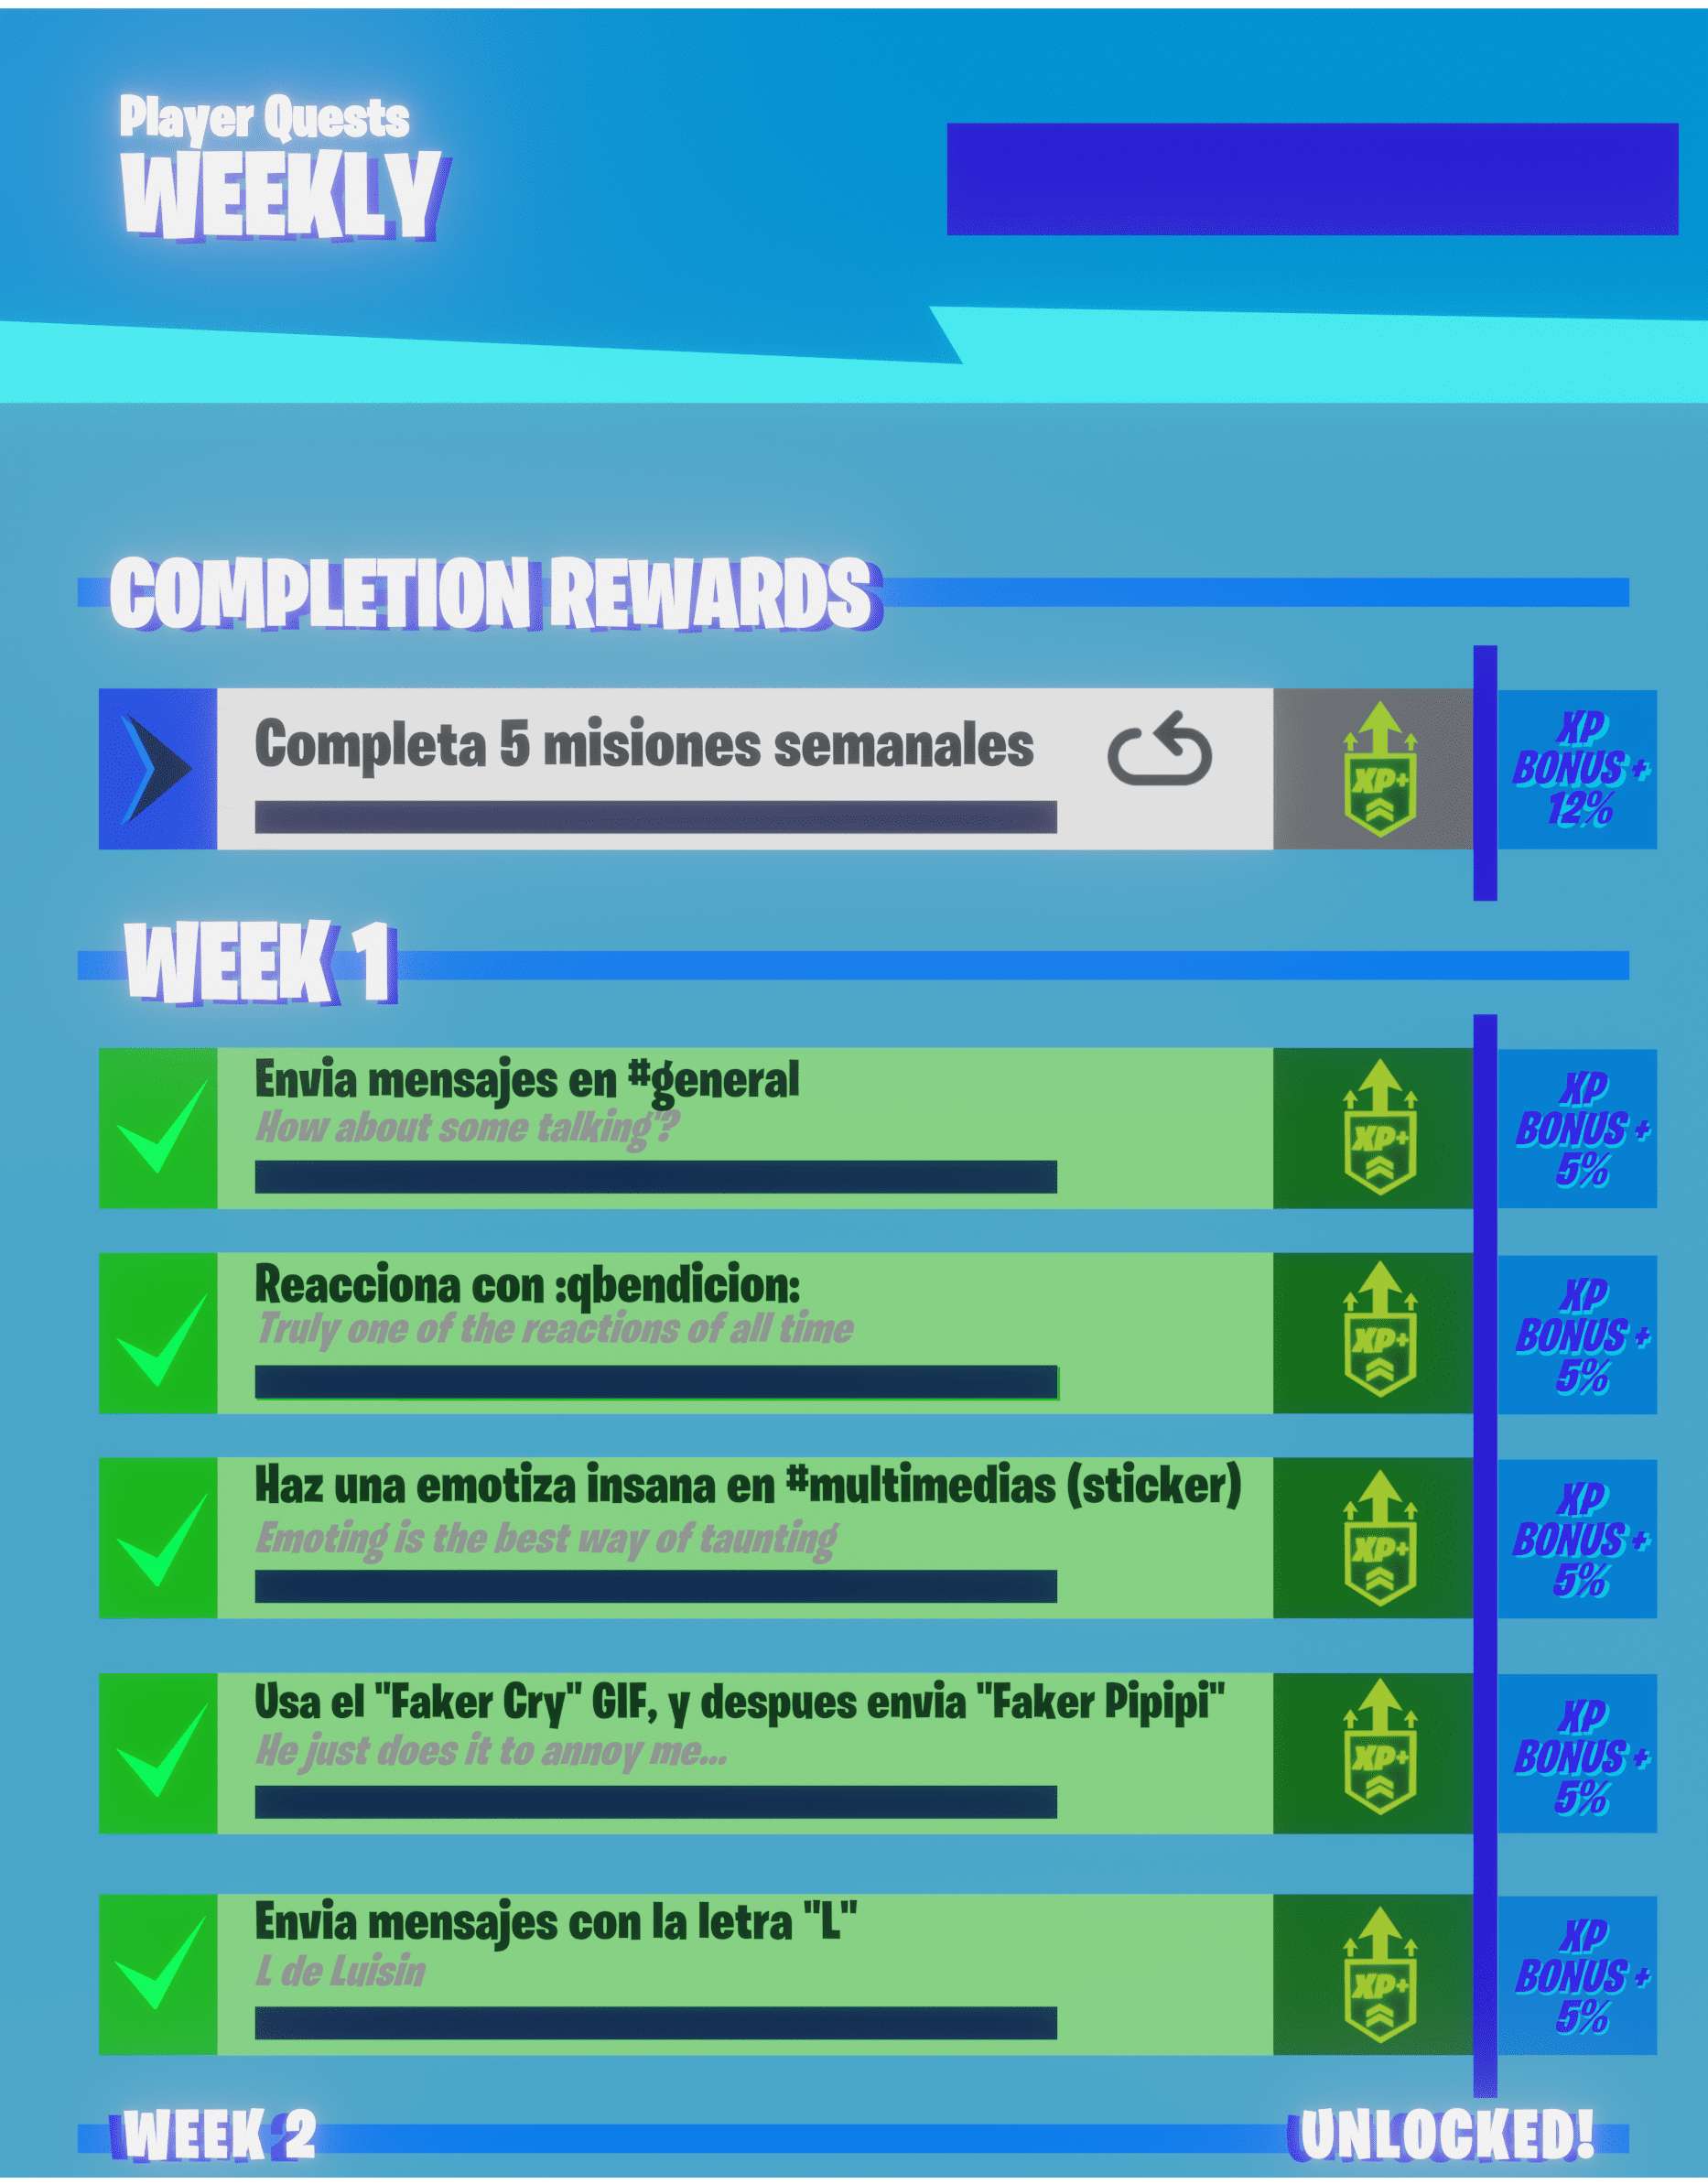 Player Quests
WEEKLY
COMPLETION REWARDS
Completa 5 misiones semanales
XP+
XP
BONUS +
12%
WEEK 1
Envia mensajes en #general
How about some talking?
XP+
XP
BONUS +
5%
Reacciona con :qbendicion:
Truly one of the reactions of all time
XP+
XP
BONUS +
5%
Haz una emotiza insana en #multimedias (sticker)
Emoting is the best way of taunting
XP+
XP
BONUS +
5%
Usa el "Faker Cry" GIF, y despues envia "Faker Pipipi"
He just does it to annoy me...
XP+
XP
BONUS +
5%
Envia mensajes con la letra "L"
L de Luisin
XP+
XP
BONUS +
5%
WEEK 2
UNLOCKED!